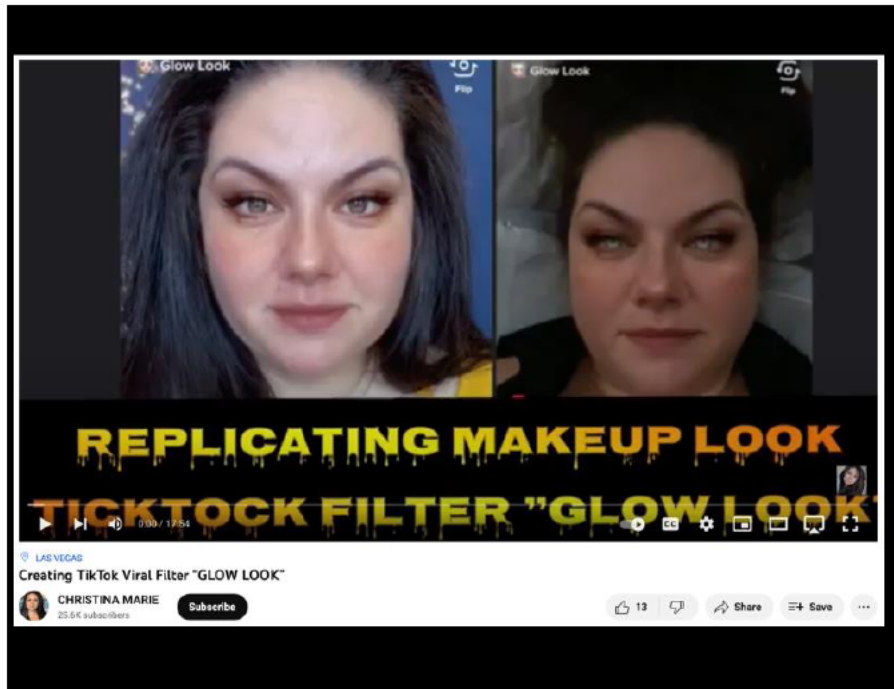 Glow Look
Flip
Glow Look
Flip
REPLICATING MAKEUP LOOK
TICKTOCK FILTER "GLOW LOOK"
0:00 / 17:54
CC
LAS VEGAS
Creating TikTok Viral Filter "GLOW LOOK"
CHRISTINA MARIE
25.6K subscribers
Subscribe
13
Share
Save